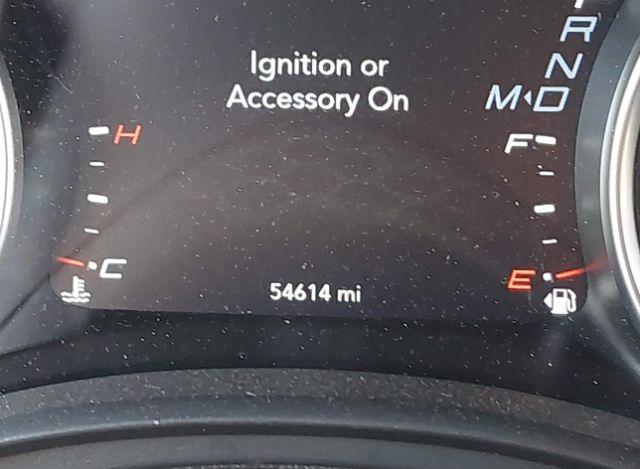 Ignition or
Accessory On
R
N
M◂D
H
F
C
E
54614 mi